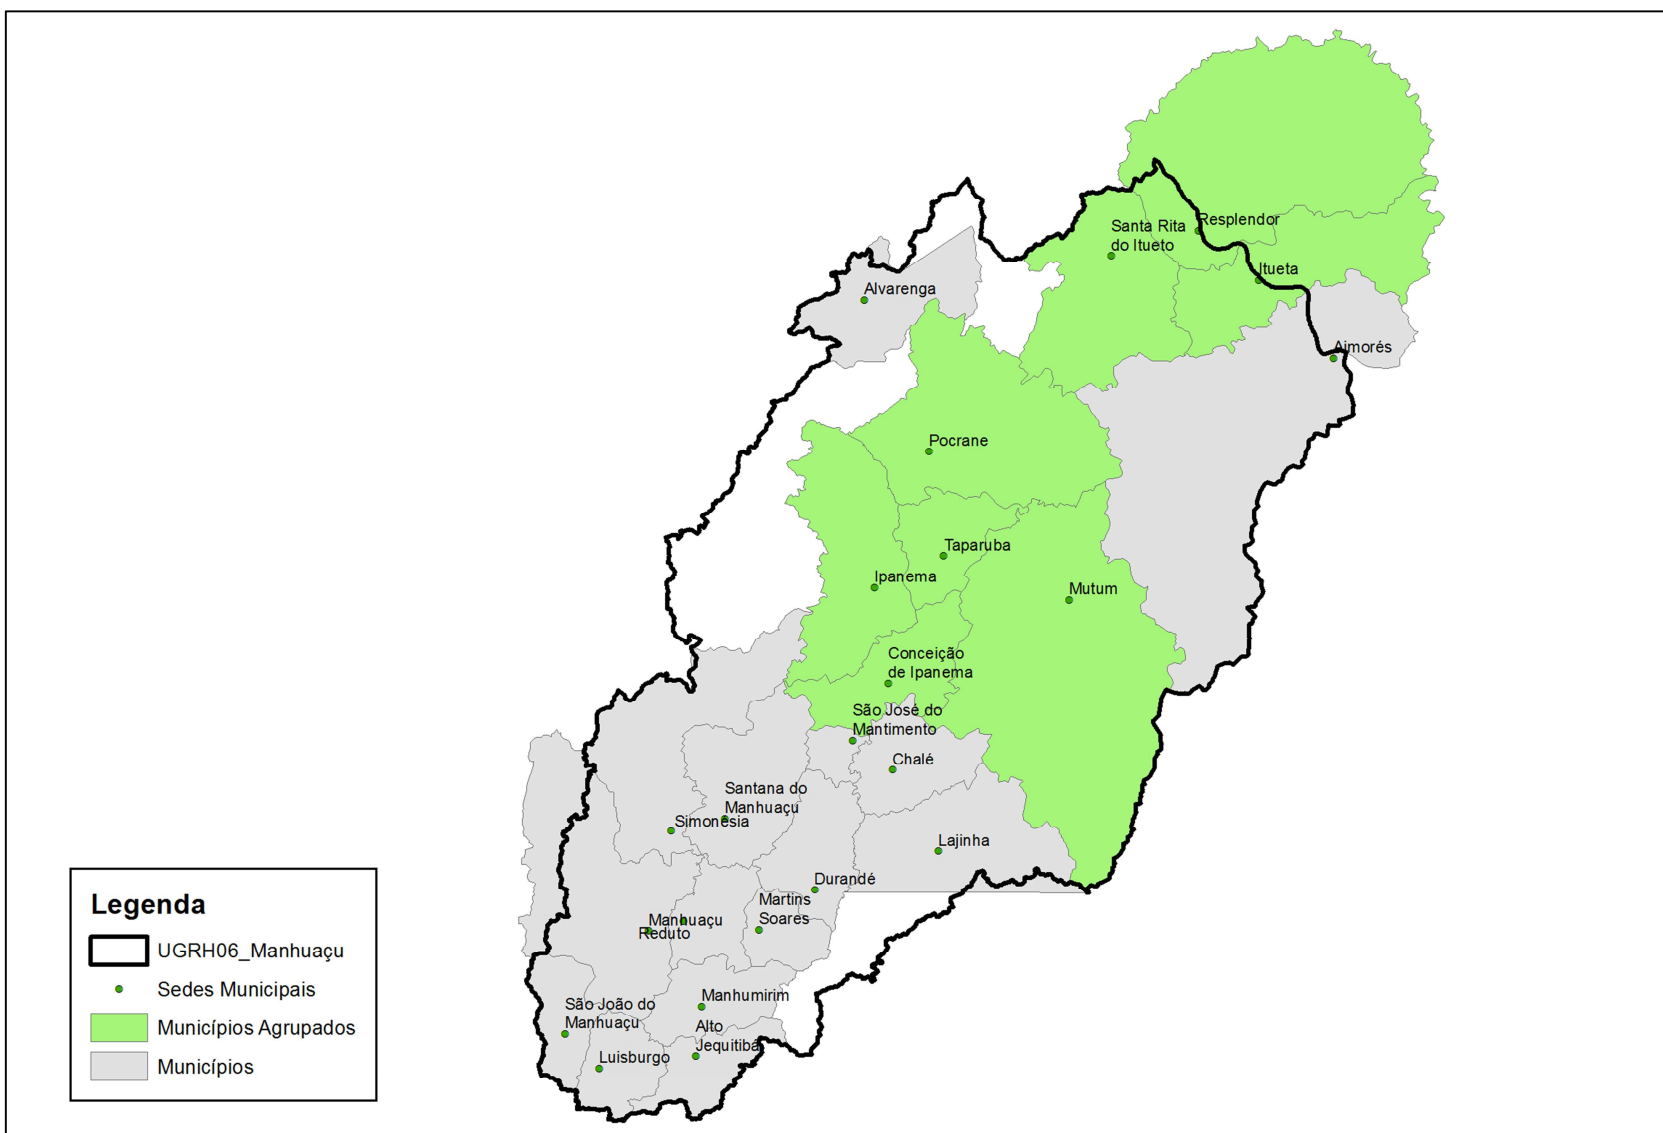 Resplendor
Santa Rita
do Itueto
Itueta
Alvarenga
Aimorés
Pocrane
Taparuba
Ipanema
Mutum
Conceição
de Ipanema
São José do
Mantimento
Chalé
Santana do
Manhuaçu
Simonésia
Lajinha
Durandé
Martins
Soares
Manhuaçu
Reduto
Manhumirim
São João do
Manhuaçu
Alto
Jequitibá
Luisburgo
Legenda
UGRH06_Manhuaçu
Sedes Municipais
Municípios Agrupados
Municípios